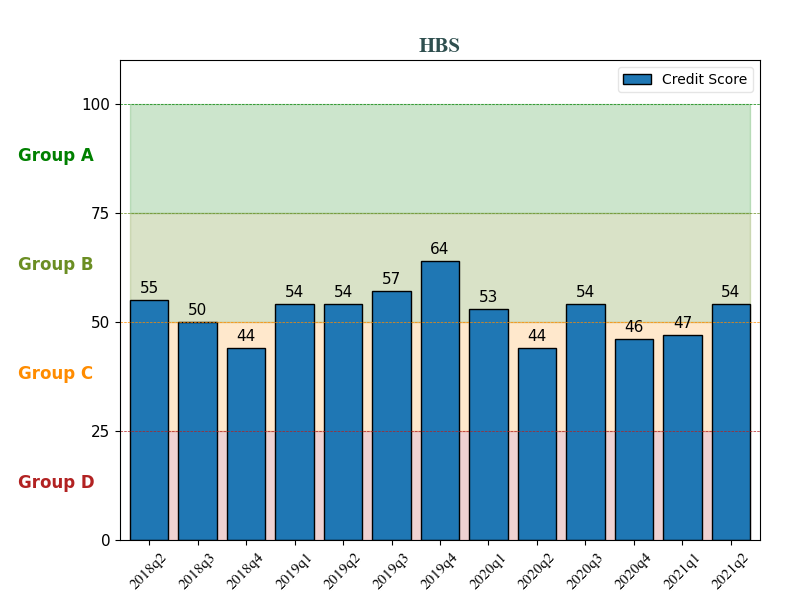 HBS
Credit Score
100
Group A
75
Group B
64
57
55
54
54
53
54
54
50
50
47
46
44
44
Group C
25
Group D
0
2018q2
2018q3
2018q4
2019q1
2019q2
2019q3
2019q4
2020q1
2020q2
2020q3
2020q4
2021q1
2021q2